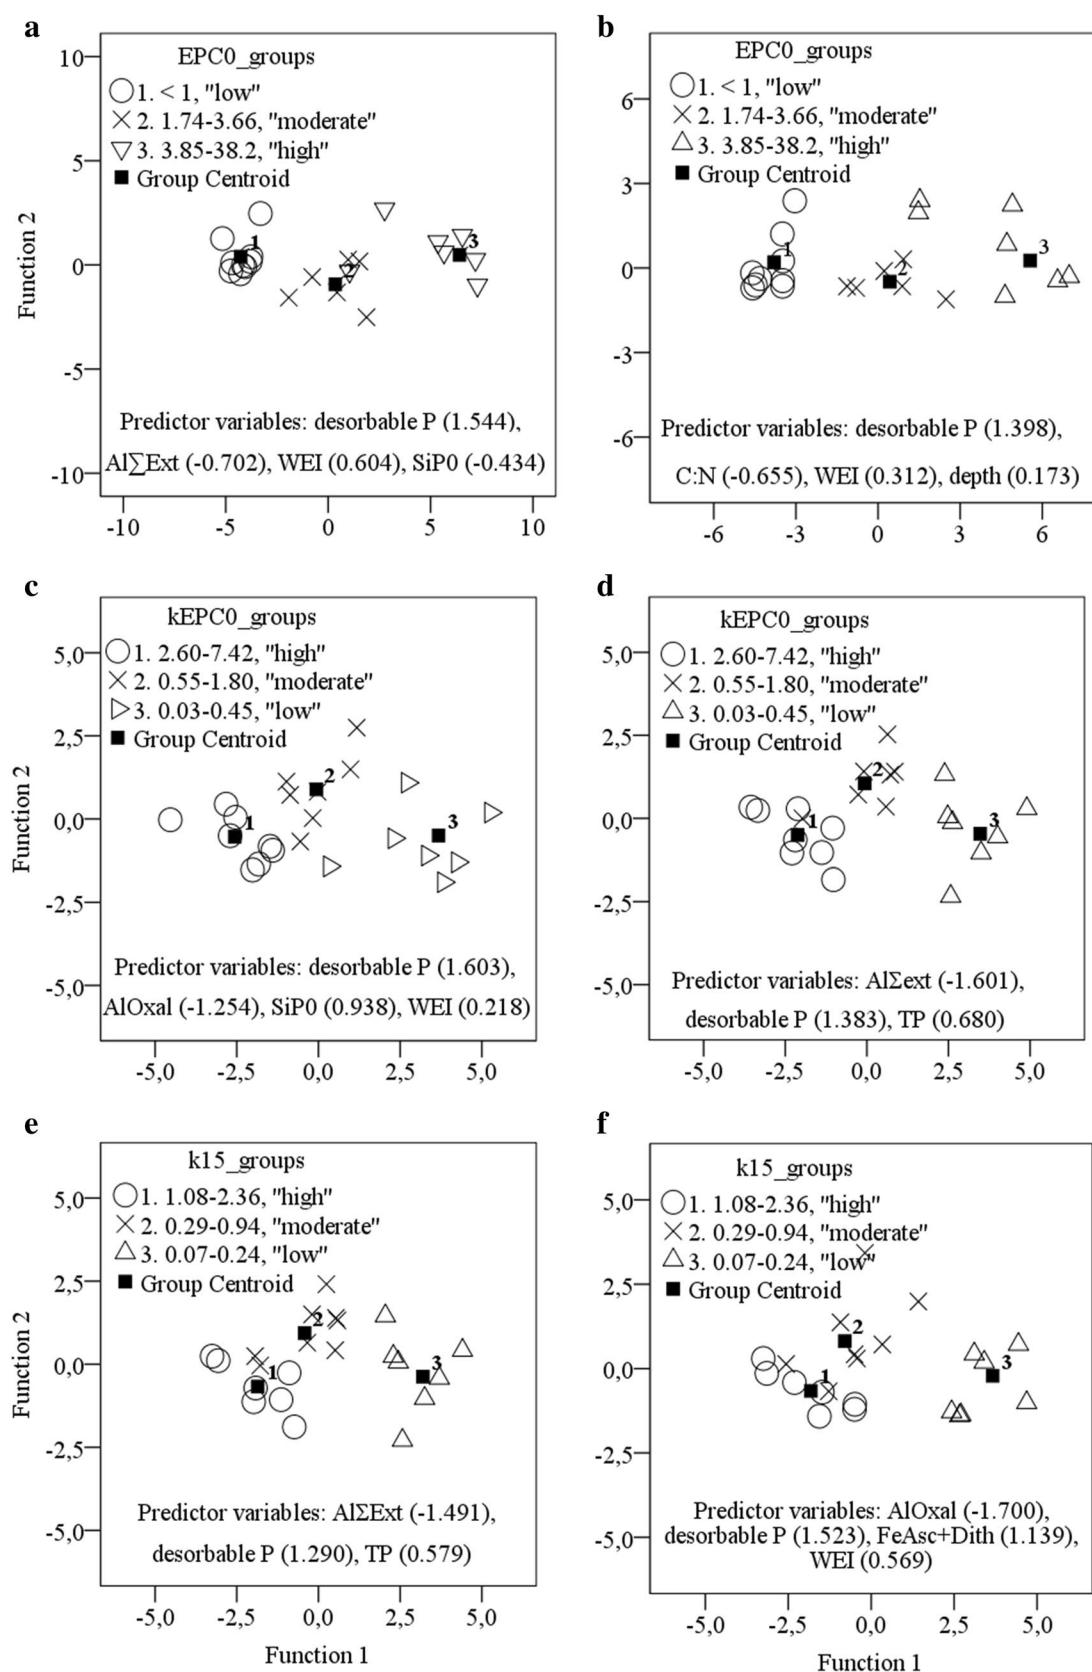 a
EPC0_groups
1. < 1, "low"
2. 1.74-3.66, "moderate"
3. 3.85-38.2, "high"
Group Centroid
10
5
0
-5
-10
Function 2
1
2
3
Predictor variables: desorbable P (1.544),
Al∑Ext (-0.702), WEI (0.604), SiP0 (-0.434)
-10 -5 0 5 10
b
EPC0_groups
1. < 1, "low"
2. 1.74-3.66, "moderate"
3. 3.85-38.2, "high"
Group Centroid
6
3
0
-3
-6
1
2
3
Predictor variables: desorbable P (1.398),
C:N (-0.655), WEI (0.312), depth (0.173)
-6 -3 0 3 6
c
kEPC0_groups
1. 2.60-7.42, "high"
2. 0.55-1.80, "moderate"
3. 0.03-0.45, "low"
Group Centroid
5,0
2,5
0,0
-2,5
-5,0
Function 2
2
1
3
Predictor variables: desorbable P (1.603),
AlOxal (-1.254), SiP0 (0.938), WEI (0.218)
-5,0 -2,5 0,0 2,5 5,0
d
kEPC0_groups
1. 2.60-7.42, "high"
2. 0.55-1.80, "moderate"
3. 0.03-0.45, "low"
Group Centroid
5,0
2,5
0,0
-2,5
-5,0
2
1
3
Predictor variables: AlΣext (-1.601),
desorbable P (1.383), TP (0.680)
-5,0 -2,5 0,0 2,5 5,0
e
k15_groups
1. 1.08-2.36, "high"
2. 0.29-0.94, "moderate"
3. 0.07-0.24, "low"
Group Centroid
5,0
2,5
0,0
-2,5
-5,0
Function 2
2
1
3
Predictor variables: AlΣExt (-1.491),
desorbable P (1.290), TP (0.579)
-5,0 -2,5 0,0 2,5 5,0
Function 1
f
k15_groups
1. 1.08-2.36, "high"
2. 0.29-0.94, "moderate"
3. 0.07-0.24, "low"
Group Centroid
5,0
2,5
0,0
-2,5
-5,0
2
1
3
Predictor variables: AlOxal (-1.700),
desorbable P (1.523), FeAsc+Dith (1.139),
WEI (0.569)
-5,0 -2,5 0,0 2,5 5,0
Function 1